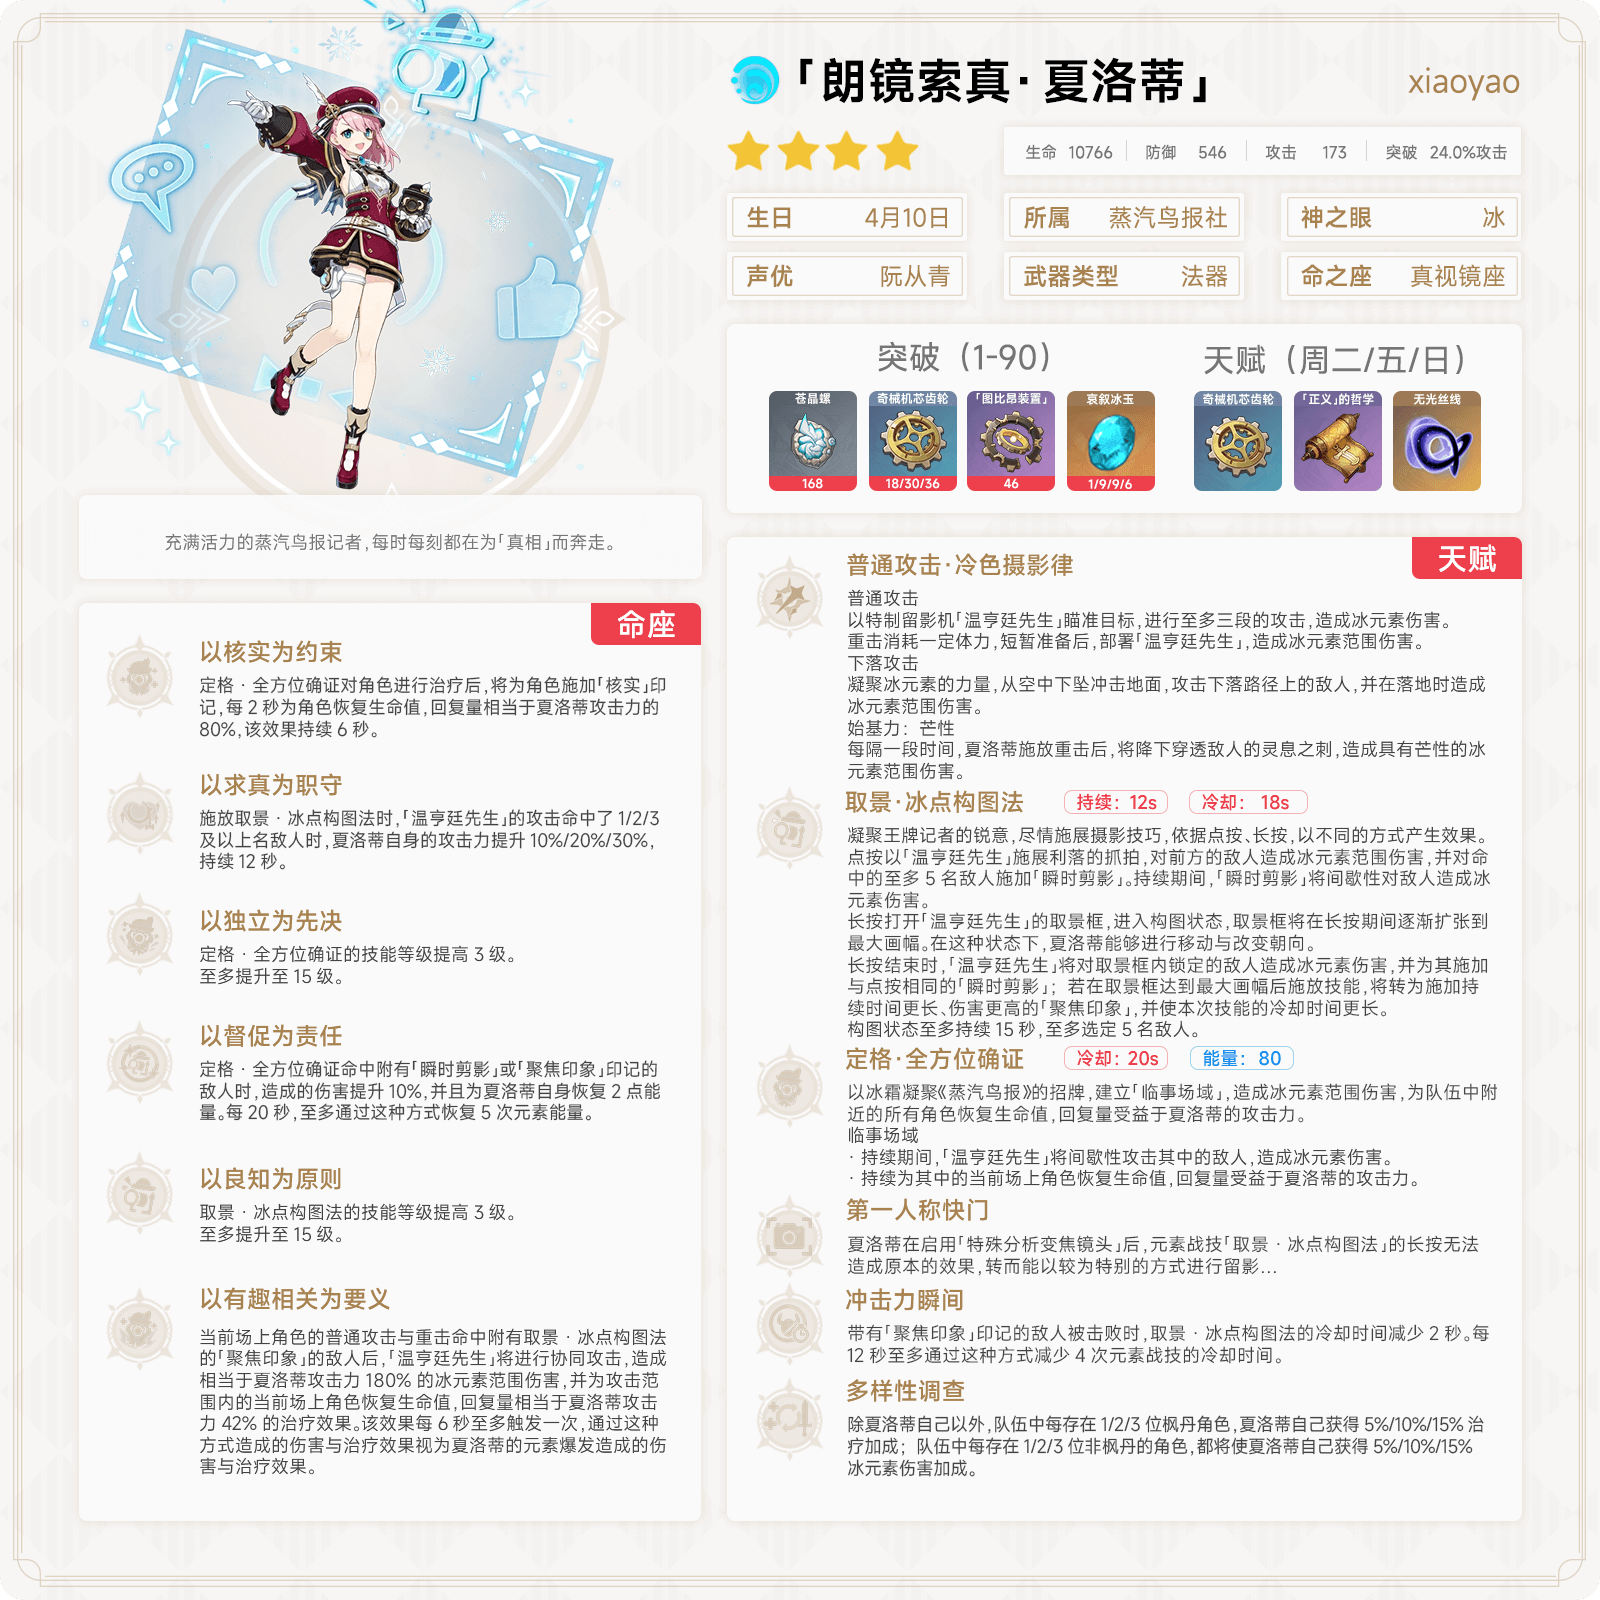 「朗镜索真·夏洛蒂」
xiaoyao
生命 10766 防御 546 攻击 173 突破 24.0%攻击
生日 4月10日
所属 蒸汽鸟报社
神之眼 冰
声优 阮从青
武器类型 法器
命之座 真视镜座
突破（1-90）
苍晶螺 奇械机芯齿轮 「图比昂装置」 哀叙冰玉
168 18/30/36 46 1/9/9/6
天赋（周二/五/日）
奇械机芯齿轮 「正义」的哲学 无光丝线
充满活力的蒸汽鸟报记者,每时每刻都在为「真相」而奔走。
命座
以核实为约束
定格 · 全方位确证对角色进行治疗后,将为角色施加「核实」印
记,每 2 秒为角色恢复生命值,回复量相当于夏洛蒂攻击力的
80%,该效果持续 6 秒。
以求真为职守
施放取景 · 冰点构图法时,「温亨廷先生」的攻击命中了 1/2/3
及以上名敌人时,夏洛蒂自身的攻击力提升 10%/20%/30%,
持续 12 秒。
以独立为先决
定格 · 全方位确证的技能等级提高 3 级。
至多提升至 15 级。
以督促为责任
定格 · 全方位确证命中附有「瞬时剪影」或「聚焦印象」印记的
敌人时,造成的伤害提升 10%,并且为夏洛蒂自身恢复 2 点能
量。每 20 秒,至多通过这种方式恢复 5 次元素能量。
以良知为原则
取景 · 冰点构图法的技能等级提高 3 级。
至多提升至 15 级。
以有趣相关为要义
当前场上角色的普通攻击与重击命中附有取景 · 冰点构图法
的「聚焦印象」的敌人后,「温亨廷先生」将进行协同攻击,造成
相当于夏洛蒂攻击力 180% 的冰元素范围伤害,并为攻击范
围内的当前场上角色恢复生命值,回复量相当于夏洛蒂攻击
力 42% 的治疗效果。该效果每 6 秒至多触发一次,通过这种
方式造成的伤害与治疗效果视为夏洛蒂的元素爆发造成的伤
害与治疗效果。
天赋
普通攻击·冷色摄影律
普通攻击
以特制留影机「温亨廷先生」瞄准目标,进行至多三段的攻击,造成冰元素伤害。
重击消耗一定体力,短暂准备后,部署「温亨廷先生」,造成冰元素范围伤害。
下落攻击
凝聚冰元素的力量,从空中下坠冲击地面,攻击下落路径上的敌人,并在落地时造成
冰元素范围伤害。
始基力：芒性
每隔一段时间,夏洛蒂施放重击后,将降下穿透敌人的灵息之刺,造成具有芒性的冰
元素范围伤害。
取景·冰点构图法 持续：12s 冷却： 18s
凝聚王牌记者的锐意,尽情施展摄影技巧,依据点按、长按,以不同的方式产生效果。
点按以「温亨廷先生」施展利落的抓拍,对前方的敌人造成冰元素范围伤害,并对命
中的至多 5 名敌人施加「瞬时剪影」。持续期间,「瞬时剪影」将间歇性对敌人造成冰
元素伤害。
长按打开「温亨廷先生」的取景框,进入构图状态,取景框将在长按期间逐渐扩张到
最大画幅。在这种状态下,夏洛蒂能够进行移动与改变朝向。
长按结束时,「温亨廷先生」将对取景框内锁定的敌人造成冰元素伤害,并为其施加
与点按相同的「瞬时剪影」；若在取景框达到最大画幅后施放技能,将转为施加持
续时间更长、伤害更高的「聚焦印象」,并使本次技能的冷却时间更长。
构图状态至多持续 15 秒,至多选定 5 名敌人。
定格·全方位确证 冷却：20s 能量： 80
以冰霜凝聚《蒸汽鸟报》的招牌,建立「临事场域」,造成冰元素范围伤害,为队伍中附
近的所有角色恢复生命值,回复量受益于夏洛蒂的攻击力。
临事场域
· 持续期间,「温亨廷先生」将间歇性攻击其中的敌人,造成冰元素伤害。
· 持续为其中的当前场上角色恢复生命值,回复量受益于夏洛蒂的攻击力。
第一人称快门
夏洛蒂在启用「特殊分析变焦镜头」后,元素战技「取景 · 冰点构图法」的长按无法
造成原本的效果,转而能以较为特别的方式进行留影...
冲击力瞬间
带有「聚焦印象」印记的敌人被击败时,取景 · 冰点构图法的冷却时间减少 2 秒。每
12 秒至多通过这种方式减少 4 次元素战技的冷却时间。
多样性调查
除夏洛蒂自己以外,队伍中每存在 1/2/3 位枫丹角色,夏洛蒂自己获得 5%/10%/15% 治
疗加成；队伍中每存在 1/2/3 位非枫丹的角色,都将使夏洛蒂自己获得 5%/10%/15%
冰元素伤害加成。